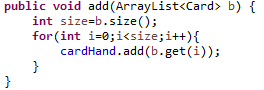 public void add(ArrayList<Card> b) {
    int size=b.size();
    for(int i=0;i<size;i++){
        cardHand.add(b.get(i));
    }
}